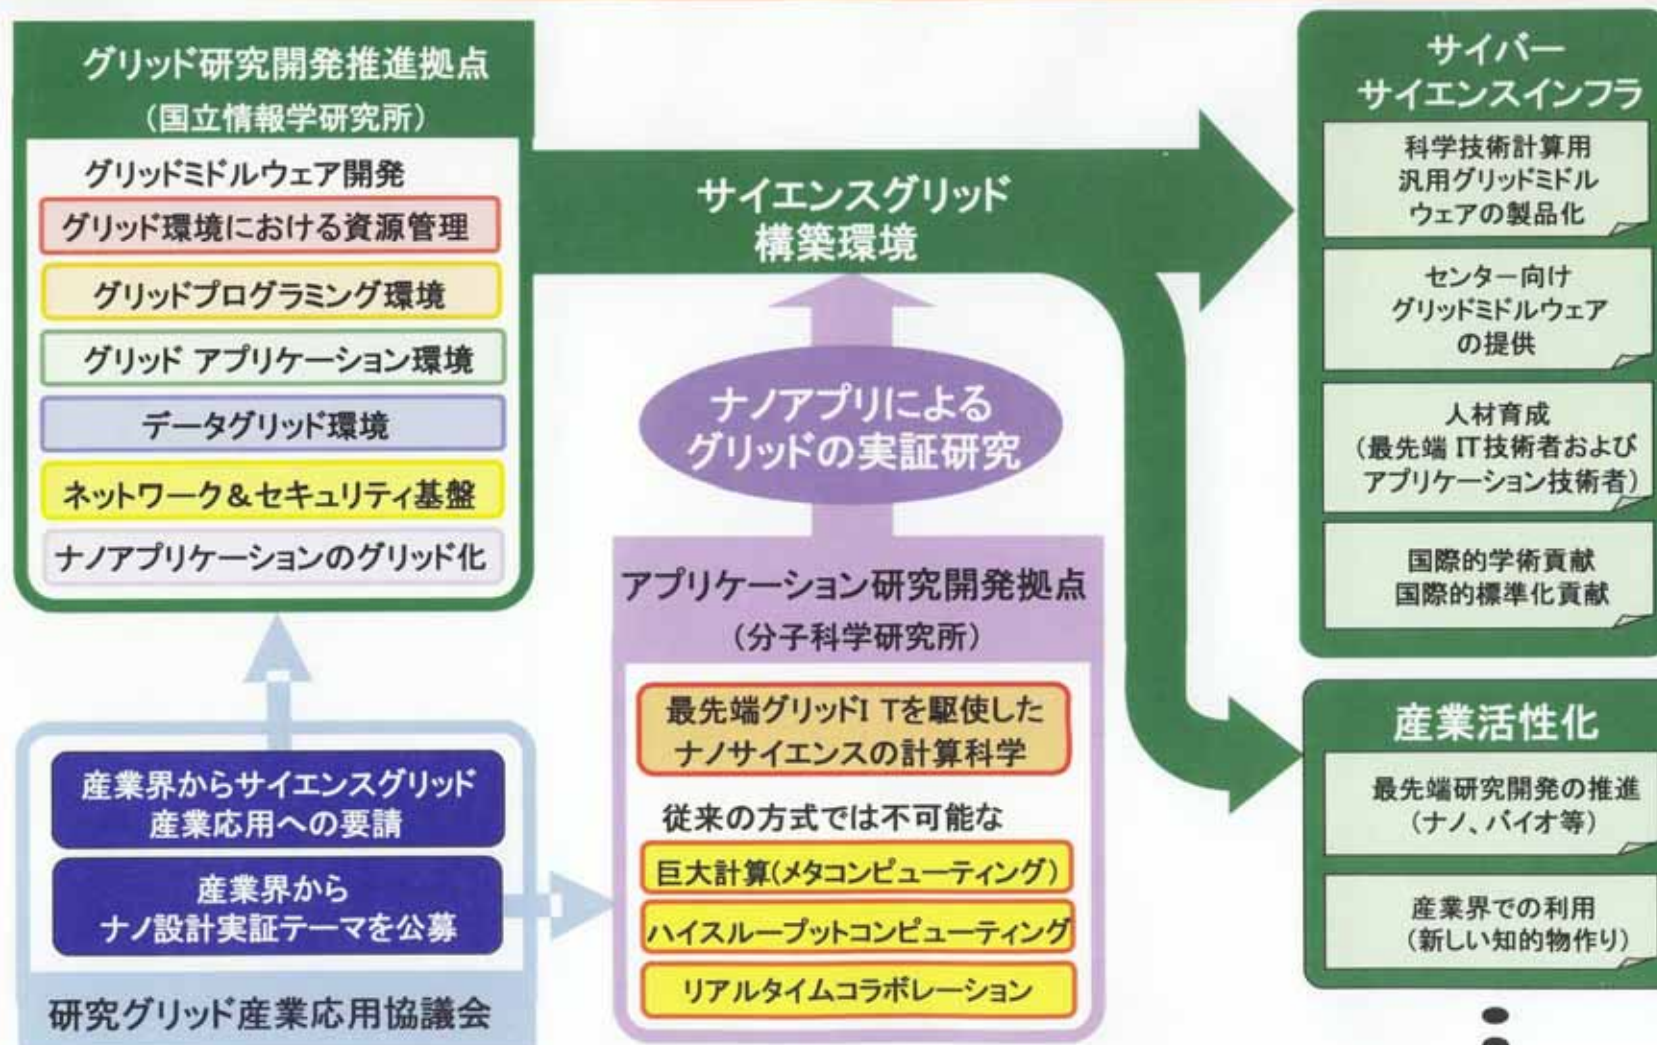 グリッド研究開発推進拠点
(国立情報学研究所)
グリッドミドルウェア開発
グリッド環境における資源管理
グリッドプログラミング環境
グリッド アプリケーション環境
データグリッド環境
ネットワーク&セキュリティ基盤
ナノアプリケーションのグリッド化
産業界からサイエンスグリッド
産業応用への要請
産業界から
ナノ設計実証テーマを公募
研究グリッド産業応用協議会
サイエンスグリッド
構築環境
ナノアプリによる
グリッドの実証研究
アプリケーション研究開発拠点
(分子科学研究所)
最先端グリッドI Tを駆使した
ナノサイエンスの計算科学
従来の方式では不可能な
巨大計算(メタコンピューティング)
ハイスループットコンピューティング
リアルタイムコラボレーション
サイバー
サイエンスインフラ
科学技術計算用
汎用グリッドミドル
ウェアの製品化
センター向け
グリッドミドルウェア
の提供
人材育成
(最先端 IT技術者および
アプリケーション技術者)
国際的学術貢献
国際的標準化貢献
産業活性化
最先端研究開発の推進
(ナノ、バイオ等)
産業界での利用
(新しい知的物作り)